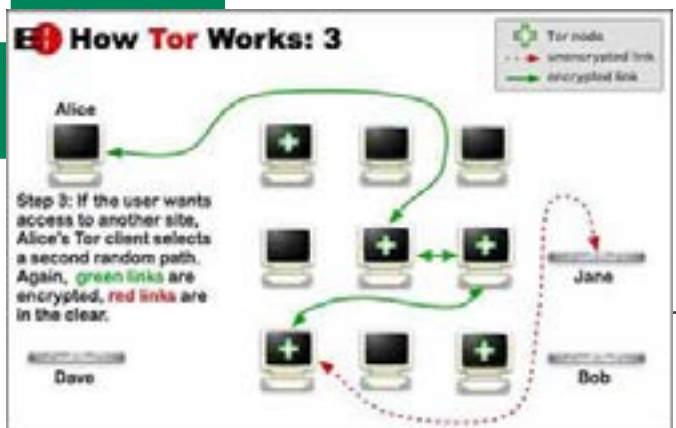 How Tor Works: 3
Tor node
unencrypted link
encrypted link
Alice
Step 3: If the user wants
access to another site,
Alice's Tor client selects
a second random path.
Again, green links are
encrypted, red links are
in the clear.
Jane
Dave
Bob